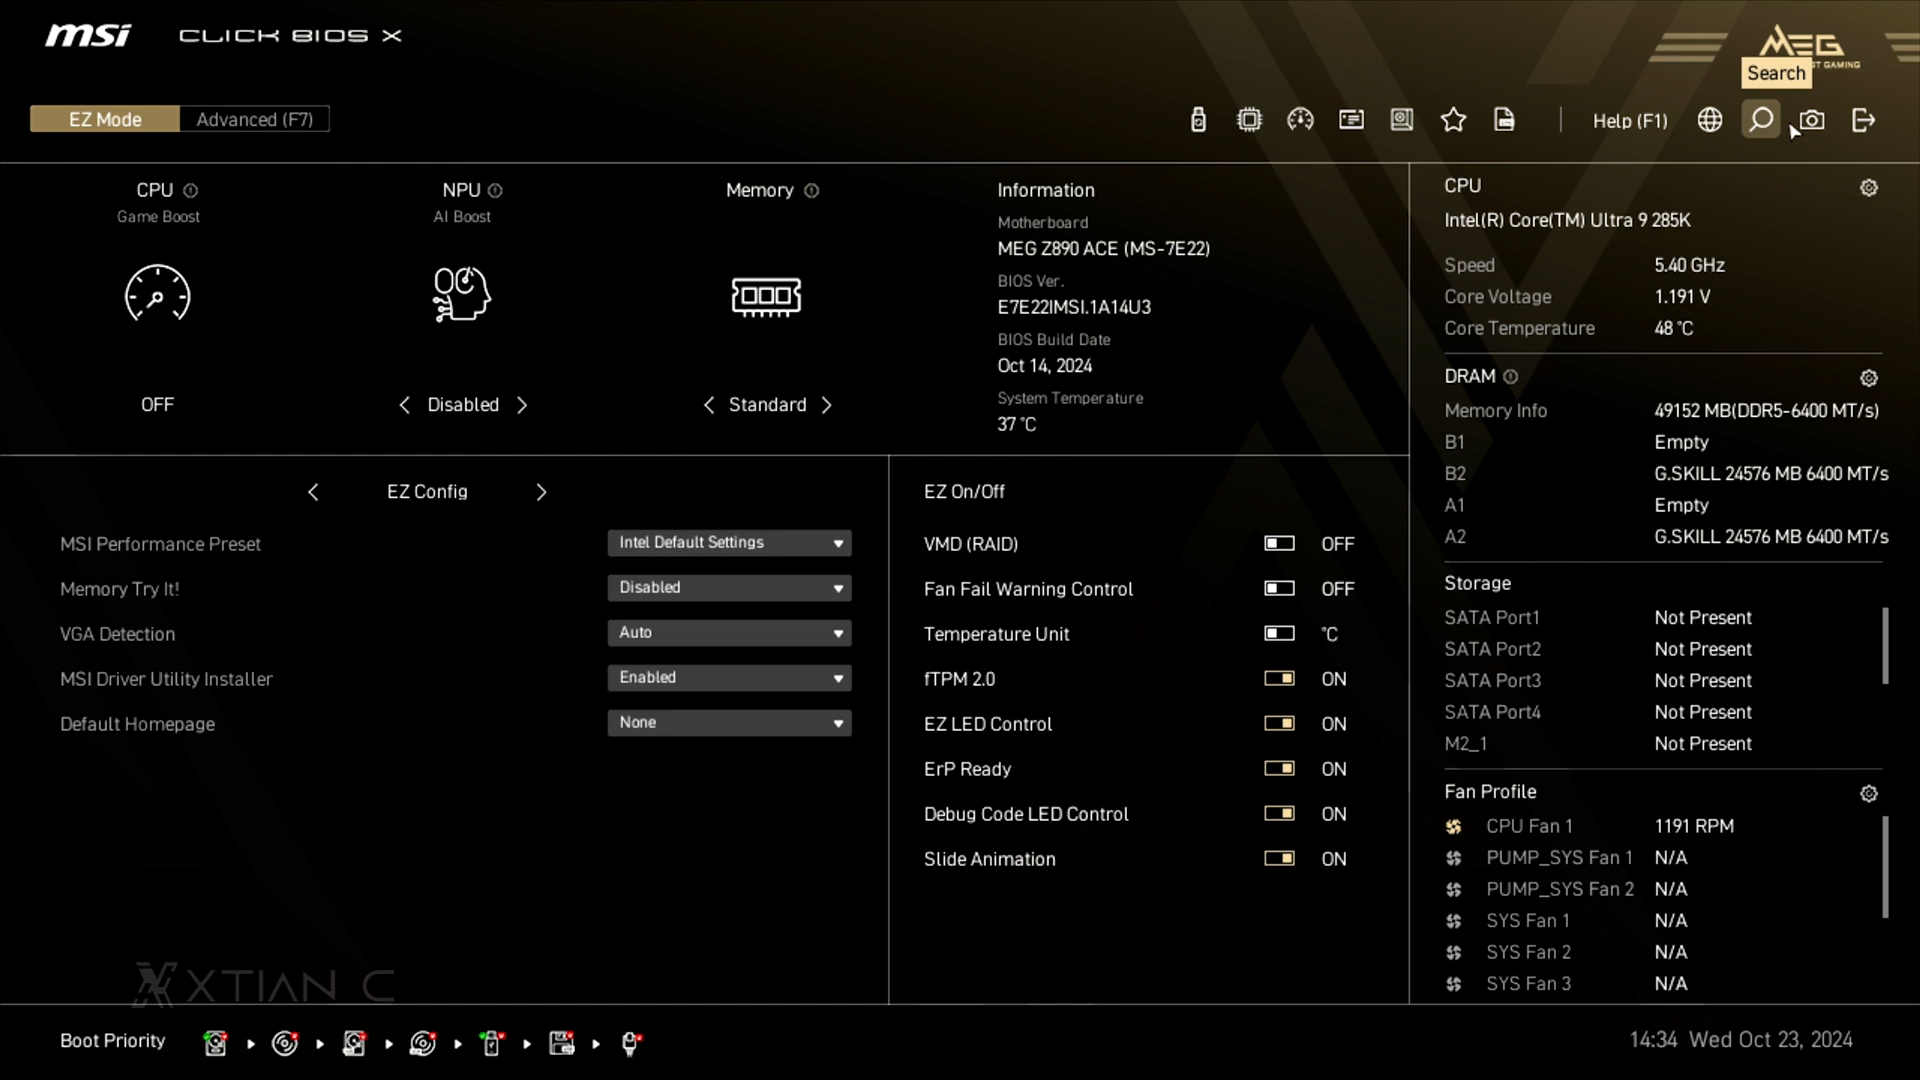 msi CLICK BIOS X
MEG
ST GAMING
Search
EZ Mode Advanced (F7)
Help (F1)
CPU
Game Boost
OFF
NPU
AI Boost
Disabled
Memory
Standard
Information
Motherboard
MEG Z890 ACE (MS-7E22)
BIOS Ver.
E7E22IMSI.1A14U3
BIOS Build Date
Oct 14, 2024
System Temperature
37 °C
EZ Config
MSI Performance Preset Intel Default Settings
Memory Try It! Disabled
VGA Detection Auto
MSI Driver Utility Installer Enabled
Default Homepage None
EZ On/Off
VMD (RAID) OFF
Fan Fail Warning Control OFF
Temperature Unit °C
fTPM 2.0 ON
EZ LED Control ON
ErP Ready ON
Debug Code LED Control ON
Slide Animation ON
CPU
Intel(R) Core(TM) Ultra 9 285K
Speed 5.40 GHz
Core Voltage 1.191 V
Core Temperature 48 °C
DRAM
Memory Info 49152 MB(DDR5-6400 MT/s)
B1 Empty
B2 G.SKILL 24576 MB 6400 MT/s
A1 Empty
A2 G.SKILL 24576 MB 6400 MT/s
Storage
SATA Port1 Not Present
SATA Port2 Not Present
SATA Port3 Not Present
SATA Port4 Not Present
M2_1 Not Present
Fan Profile
CPU Fan 1 1191 RPM
PUMP_SYS Fan 1 N/A
PUMP_SYS Fan 2 N/A
SYS Fan 1 N/A
SYS Fan 2 N/A
SYS Fan 3 N/A
XTIAN C
Boot Priority
14:34 Wed Oct 23, 2024